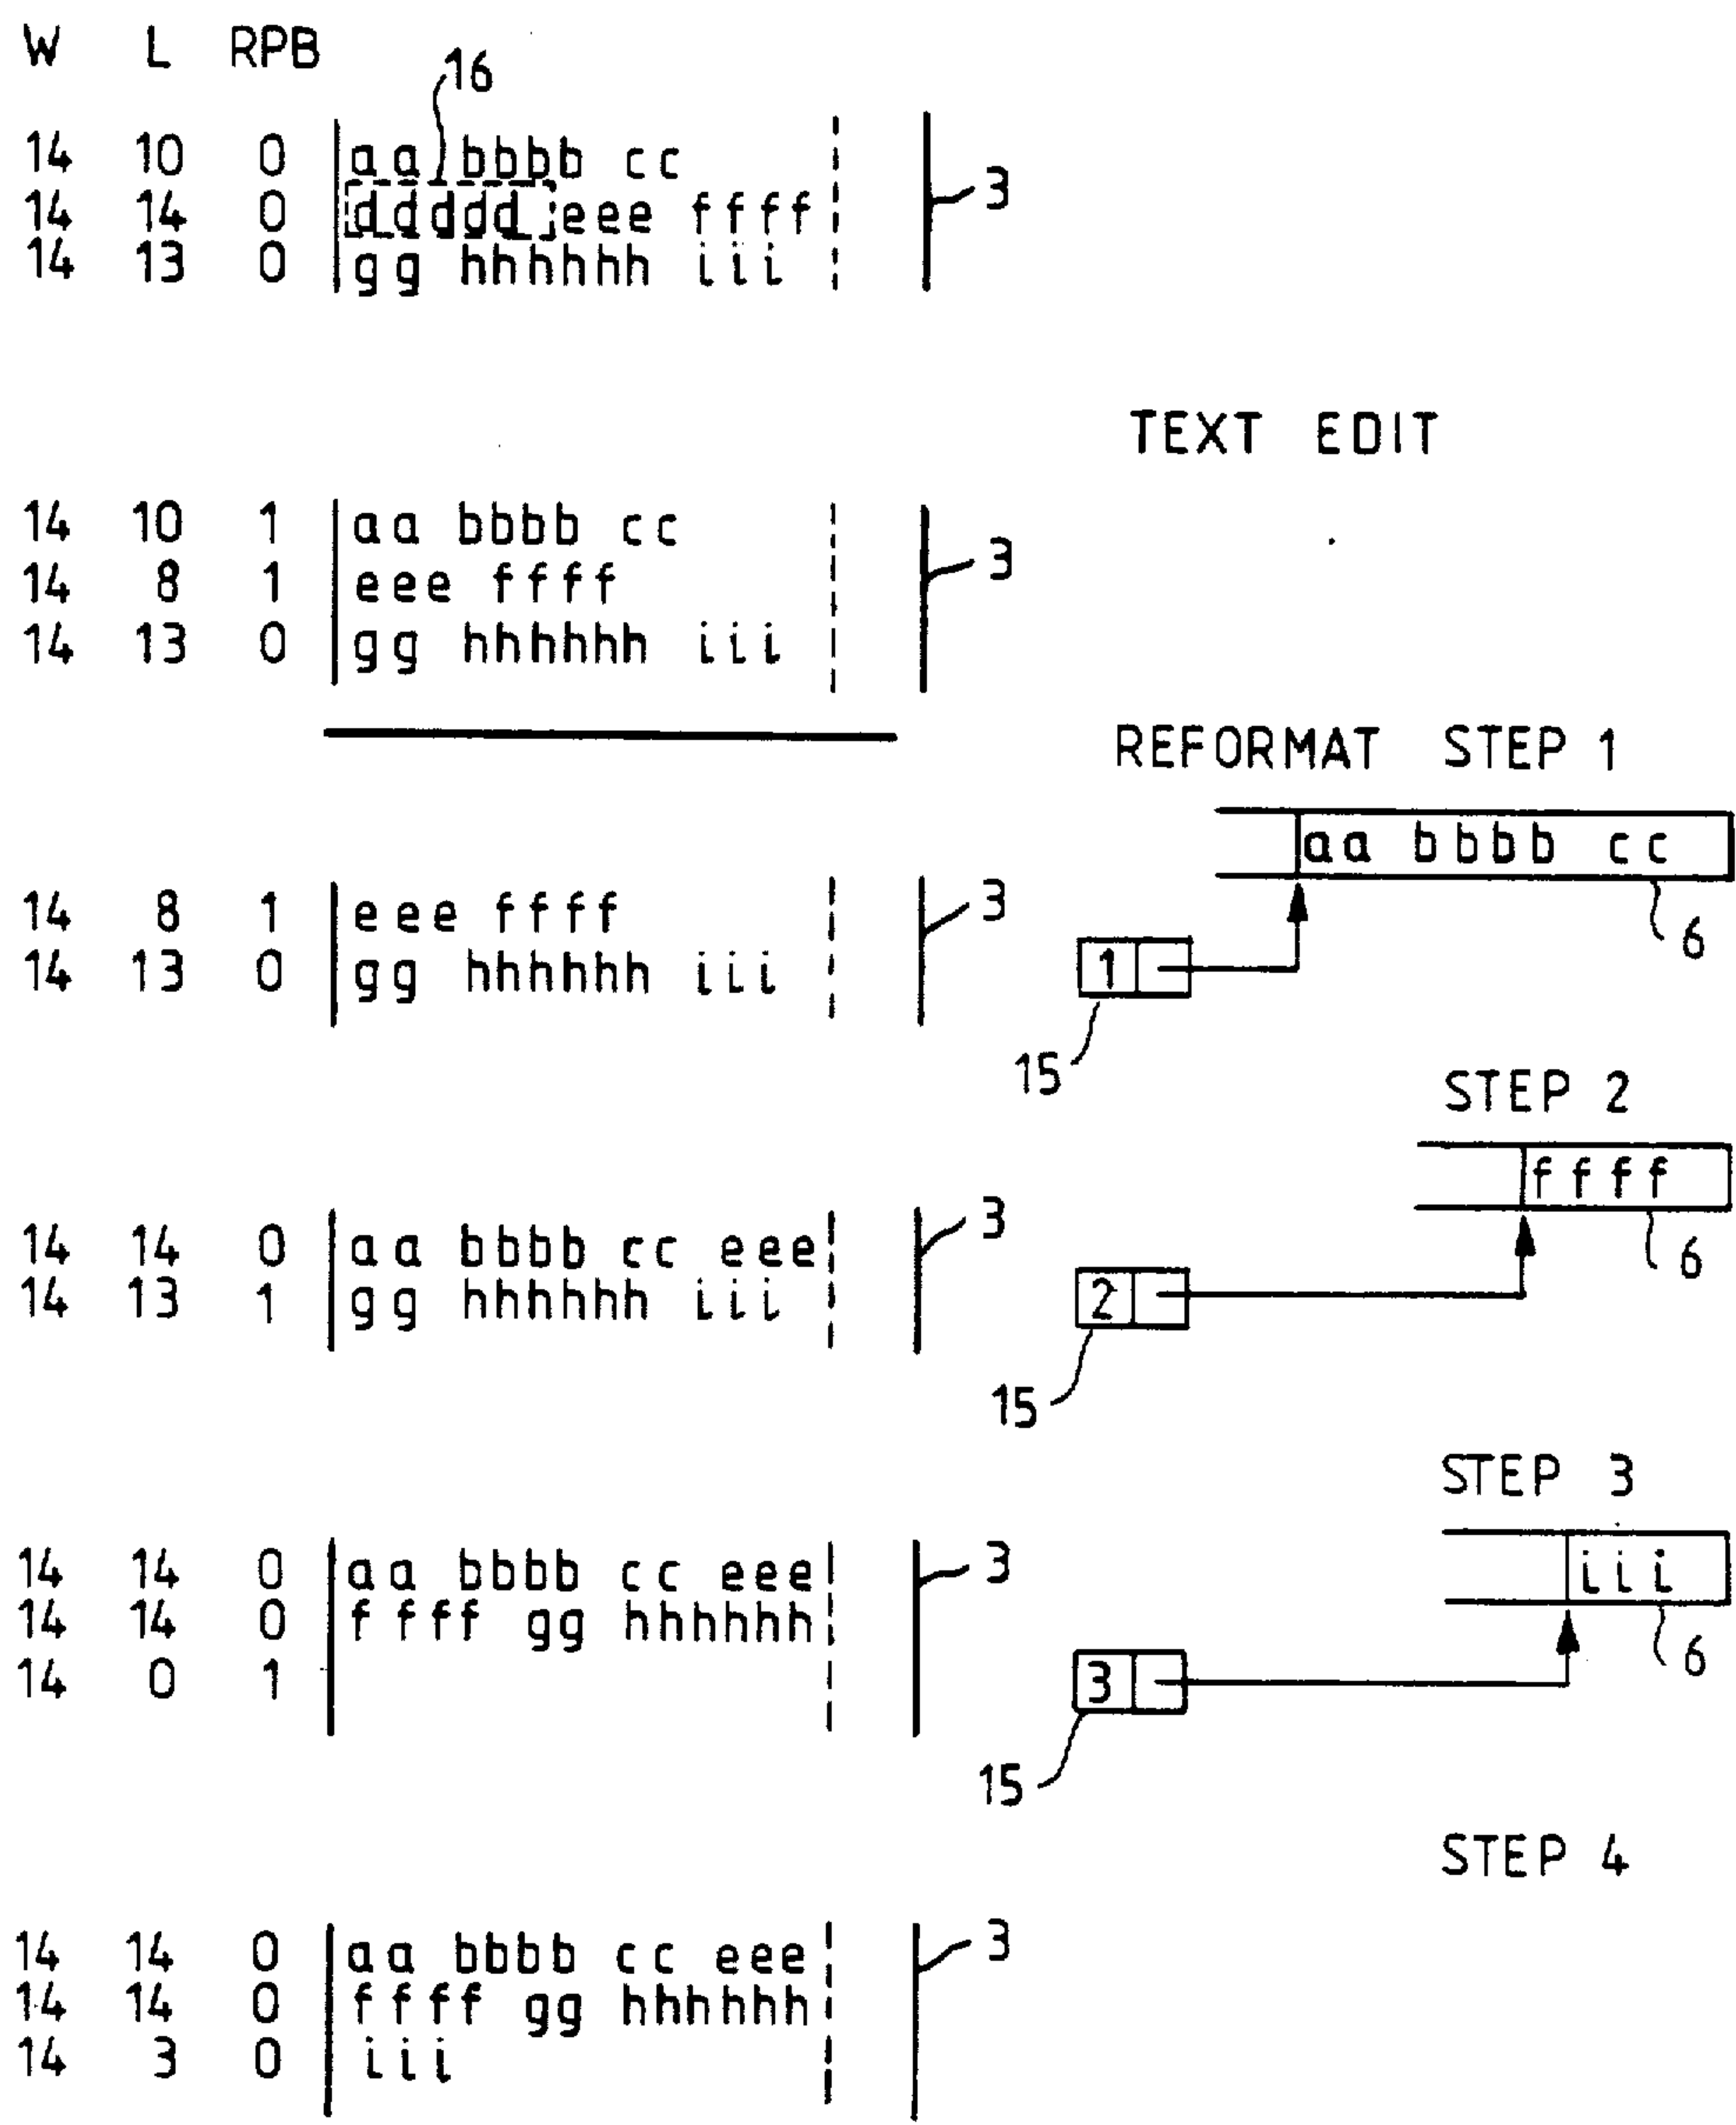 W L RPB
16
14 10 0 aa bbbb cc
14 14 0 ddddd eee ffff 3
14 13 0 gg hhhhhh iii
TEXT EDIT
14 10 1 aa bbbb cc
14 8 1 eee ffff 3
14 13 0 gg hhhhhh iii
REFORMAT STEP 1
aa bbbb cc
14 8 1 eee ffff 3
6
14 13 0 gg hhhhhh iii 1
15
STEP 2
ffff
14 14 0 aa bbbb cc eee 3
6
14 13 1 gg hhhhhh iii 2
15
STEP 3
iii
14 14 0 aa bbbb cc eee 3
14 14 0 ffff gg hhhhhh
6
14 0 1 3
15
STEP 4
14 14 0 aa bbbb cc eee 3
14 14 0 ffff gg hhhhhh
14 3 0 iii